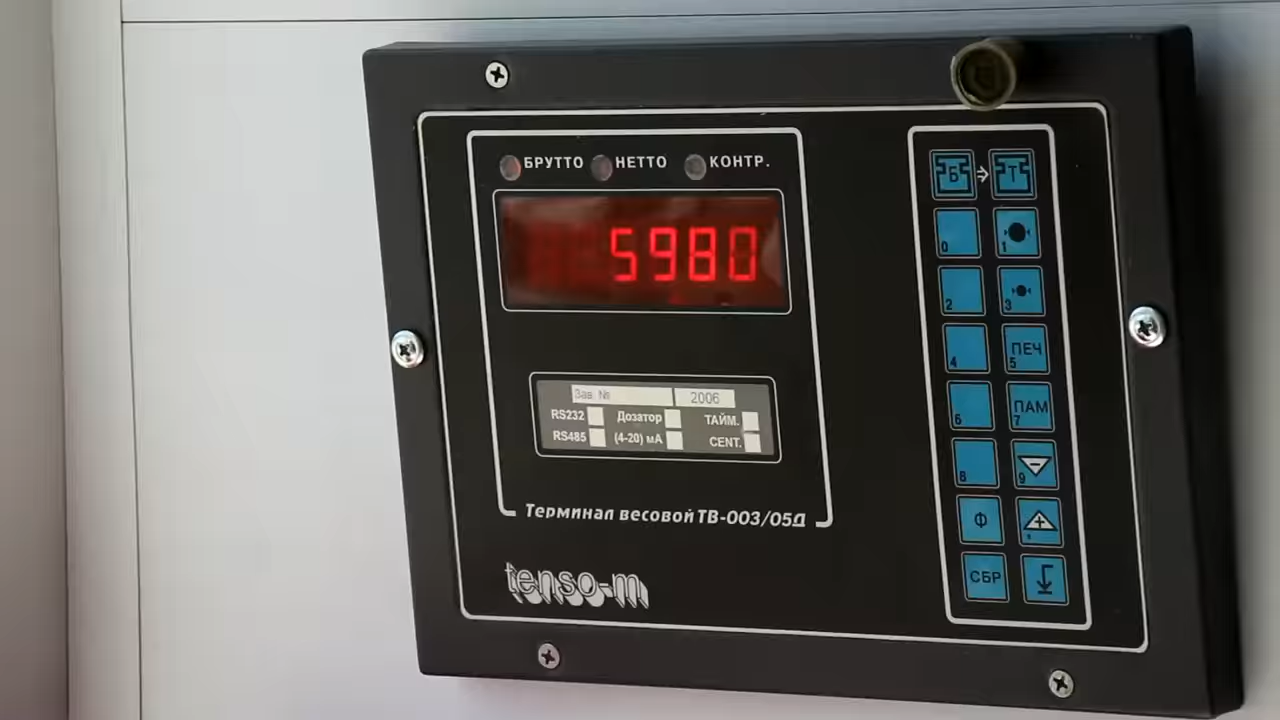 БРУТТО НЕТТО КОНТР.
5980
Зав. № 2006
RS232 Дозатор ТАЙМ.
RS485 (4-20) мА CENT.
Терминал весовой ТВ-003/05Д
tenso-m
Б Т
0 1
2 3
4 ПЕЧ 5
6 ПАМ 7
8 9
Ф +
СБР